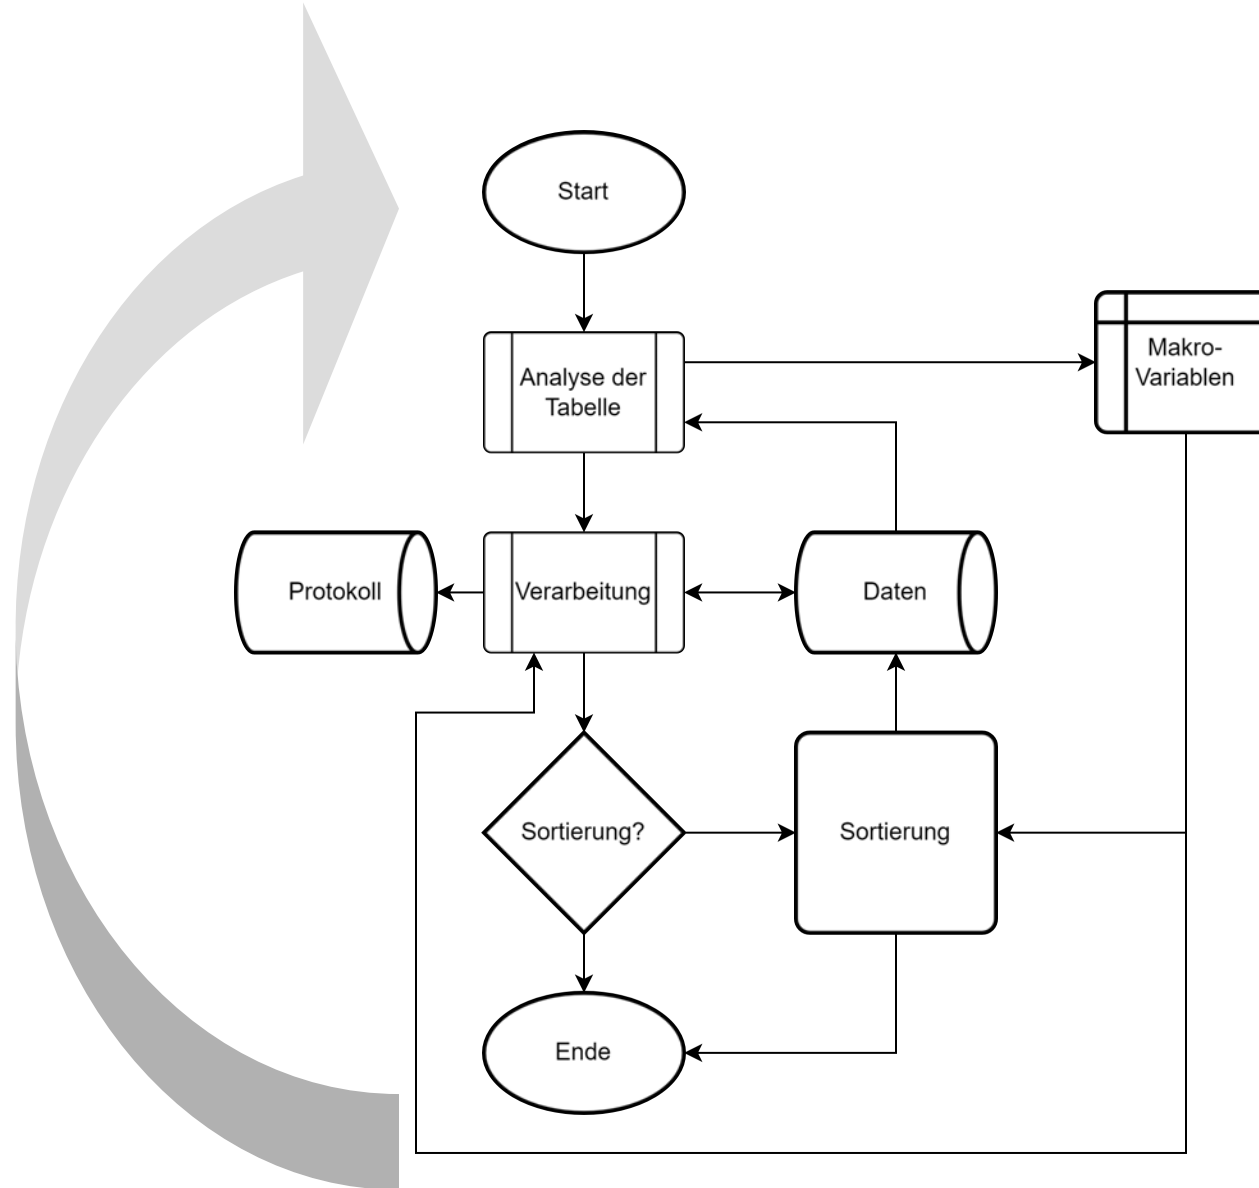 Start
Analyse der
Tabelle
Makro-
Variablen
Protokoll
Verarbeitung
Daten
Sortierung?
Sortierung
Ende